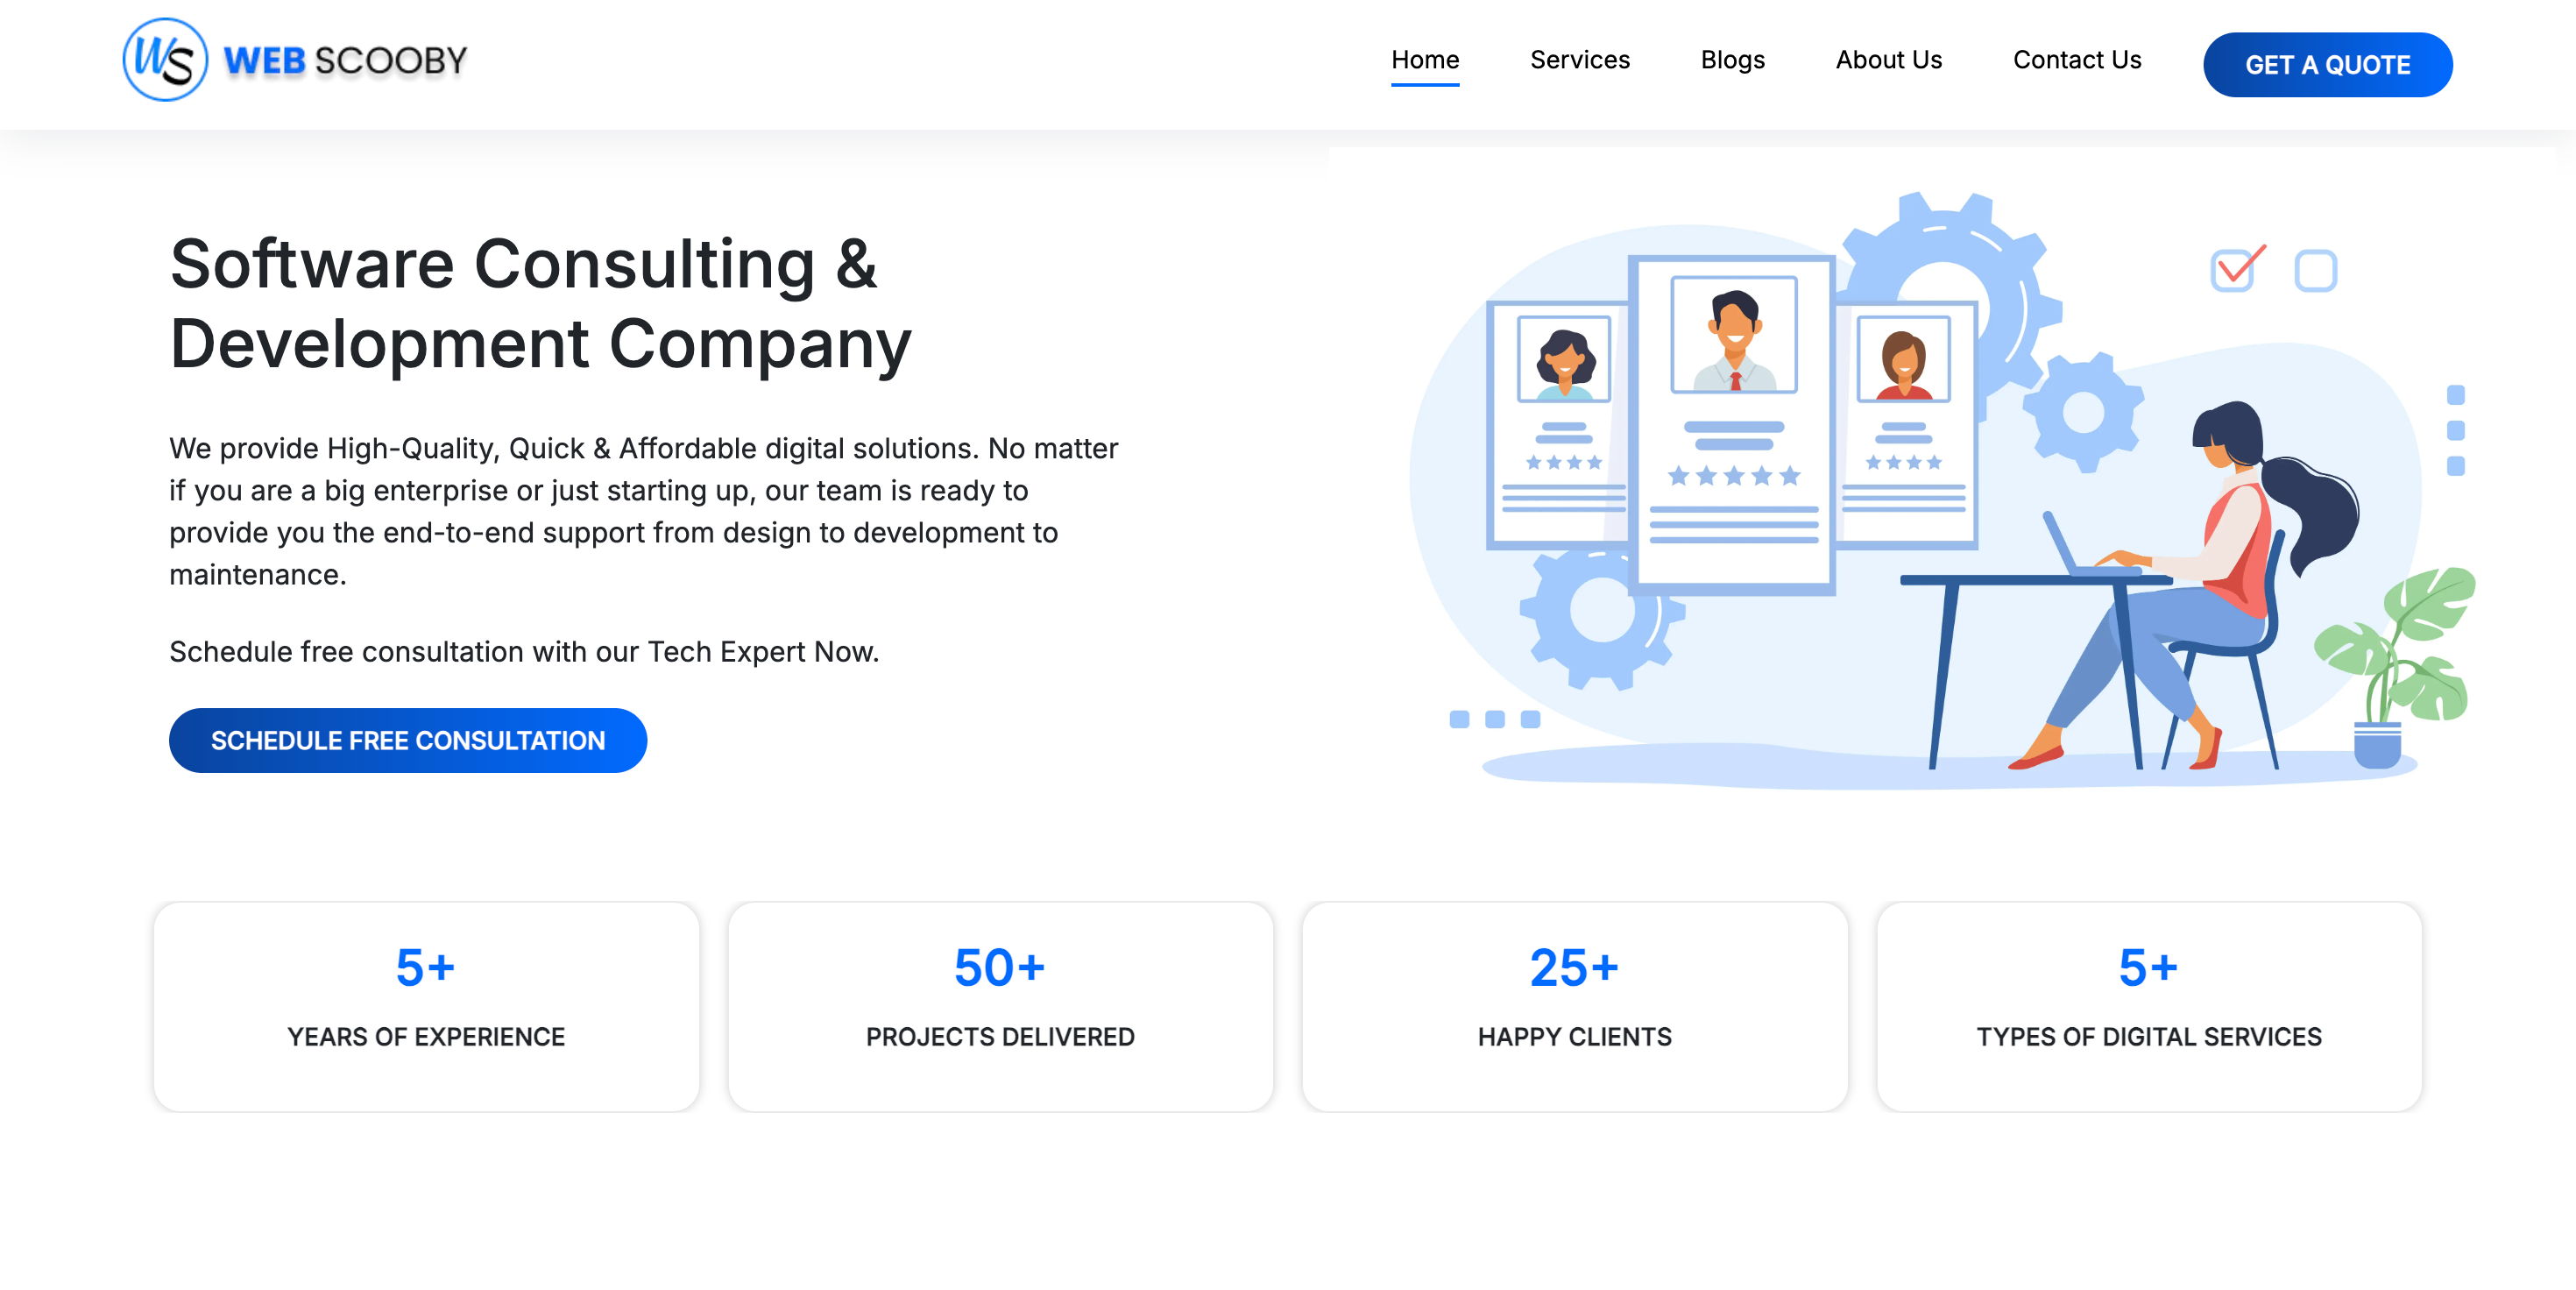 WS WEB SCOOBY
Home Services Blogs About Us Contact Us GET A QUOTE
Software Consulting &
Development Company
We provide High-Quality, Quick & Affordable digital solutions. No matter
if you are a big enterprise or just starting up, our team is ready to
provide you the end-to-end support from design to development to
maintenance.
Schedule free consultation with our Tech Expert Now.
SCHEDULE FREE CONSULTATION
5+
YEARS OF EXPERIENCE
50+
PROJECTS DELIVERED
25+
HAPPY CLIENTS
5+
TYPES OF DIGITAL SERVICES